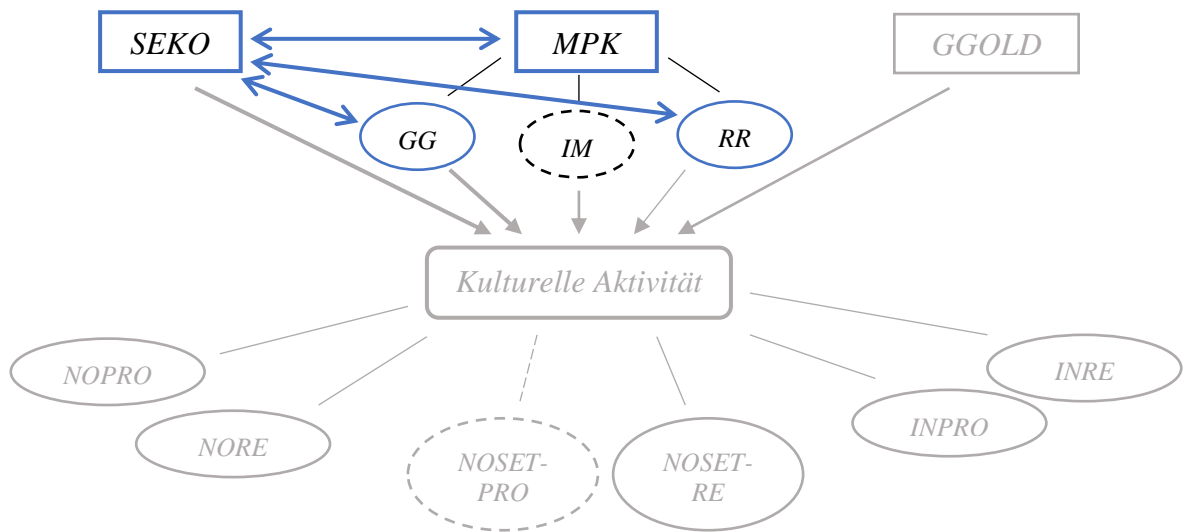 SEKO
MPK
GGOLD
GG
IM
RR
Kulturelle Aktivität
NOPRO
NORE
NOSET-
PRO
NOSET-
RE
INPRO
INRE